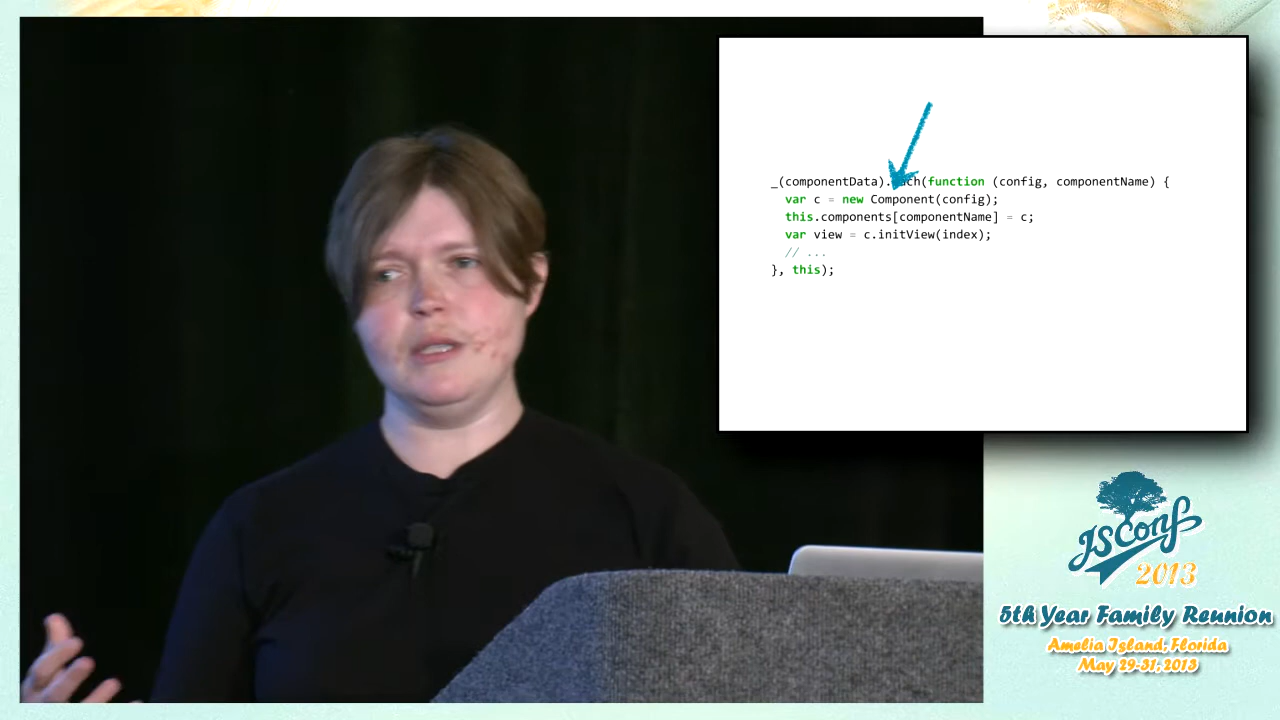 _(componentData).each(function (config, componentName) {
var c = new Component(config);
this.components[componentName] = c;
var view = c.initView(index);
// ...
}, this);
JSConf
2013
5th Year Family Reunion
Amelia Island, Florida
May 29-31, 2013